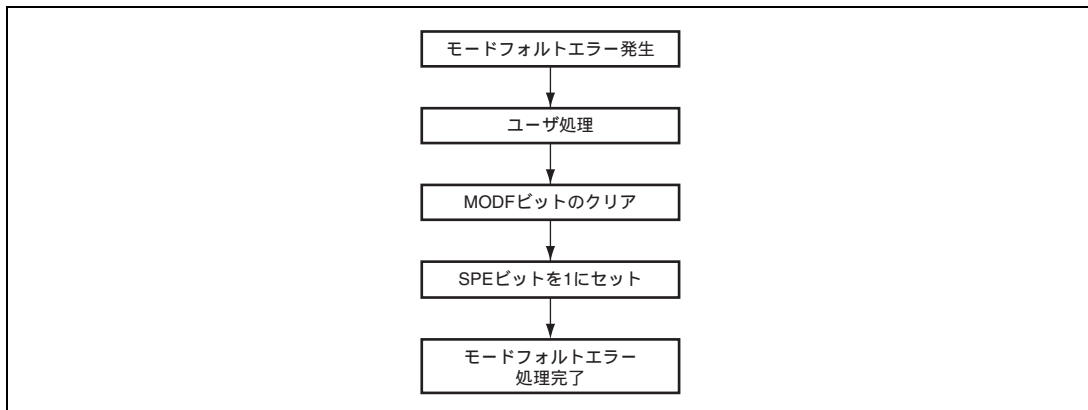 モードフォルトエラー発生
ユーザ処理
MODFビットのクリア
SPEビットを1にセット
モードフォルトエラー
処理完了